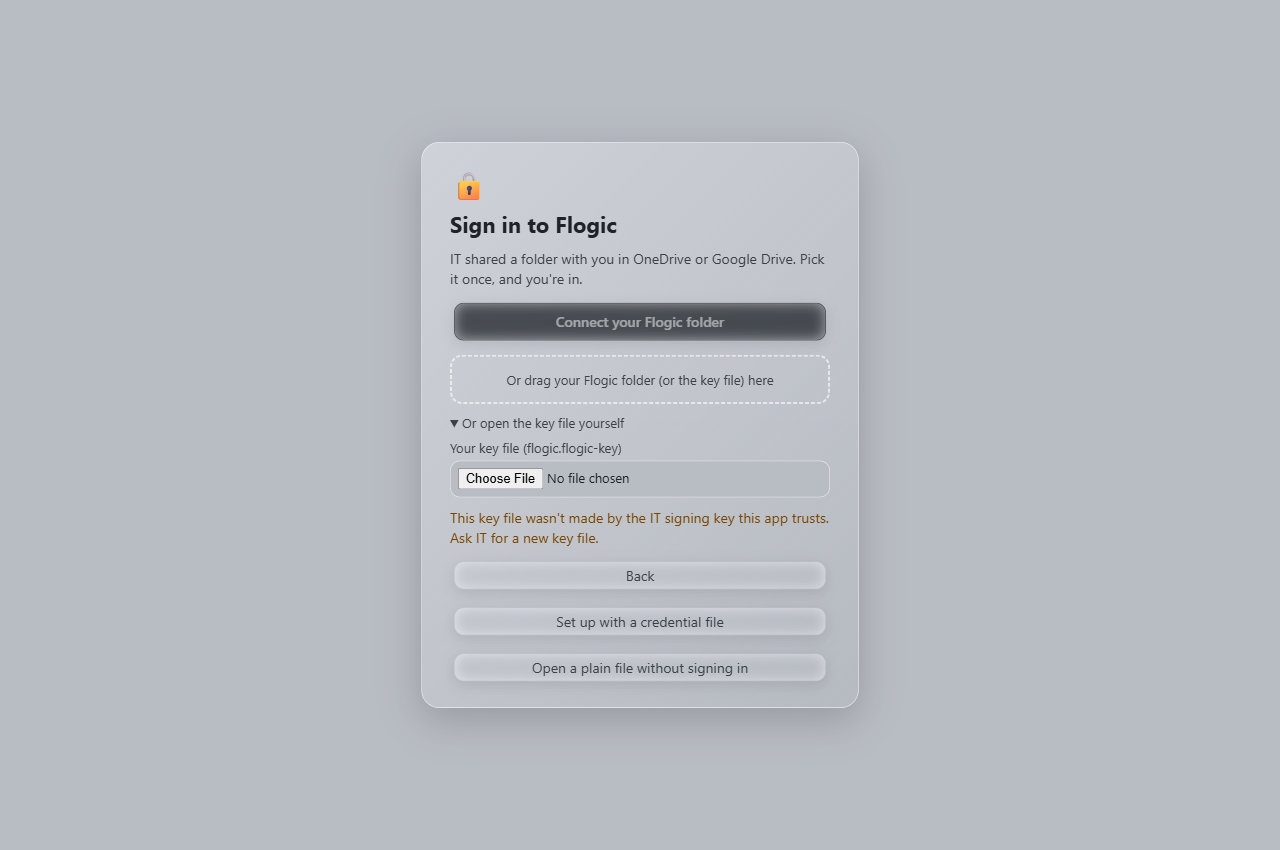 Sign in to Flogic
IT shared a folder with you in OneDrive or Google Drive. Pick
it once, and you're in.
Connect your Flogic folder
Or drag your Flogic folder (or the key file) here
Or open the key file yourself
Your key file (flogic.flogic-key)
Choose File No file chosen
This key file wasn't made by the IT signing key this app trusts.
Ask IT for a new key file.
Back
Set up with a credential file
Open a plain file without signing in